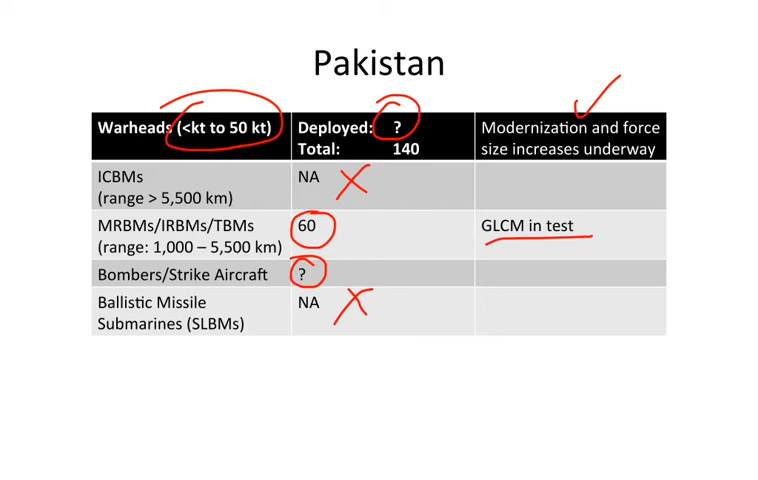 Pakistan
Warheads (<kt to 50 kt)
Deployed: ?
Total: 140
Modernization and force
size increases underway
ICBMs
(range > 5,500 km)
NA
MRBMs/IRBMs/TBMs
(range: 1,000 – 5,500 km)
60
GLCM in test
Bombers/Strike Aircraft
?
Ballistic Missile
Submarines (SLBMs)
NA